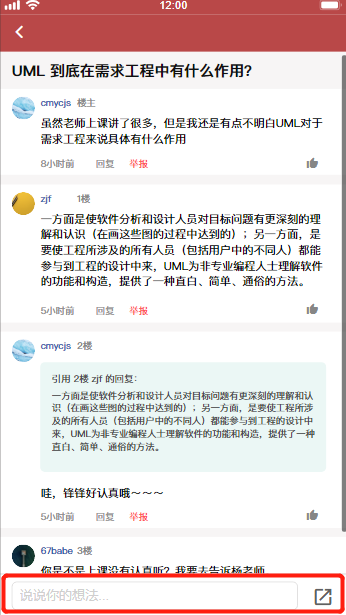 12:00
UML 到底在需求工程中有什么作用？
cmycjs 楼主
虽然老师上课讲了很多，但是我还是有点不明白UML对于
需求工程来说具体有什么作用
8小时前 回复 举报
zjf 1楼
一方面是使软件分析和设计人员对目标问题有更深刻的理
解和认识（在画这些图的过程中达到的）；另一方面，是
要使工程所涉及的所有人员（包括用户中的不同人）都能
参与到工程的设计中来，UML为非专业编程人士理解软件
的功能和构造，提供了一种直白、简单、通俗的方法。
5小时前 回复 举报
cmycjs 2楼
引用 2楼 zjf 的回复：
一方面是使软件分析和设计人员对目标问题有更深刻的理解和认
识（在画这些图的过程中达到的）；另一方面，是要使工程所涉
及的所有人员（包括用户中的不同人）都能参与到工程的设计中
来，UML为非专业编程人士理解软件的功能和构造，提供了一种
直白、简单、通俗的方法。
哇，锋锋好认真哦～～～
5小时前 回复 举报
67babe 3楼
你是不是上课没有认真听？我要去告诉杨老师
说说你的想法...